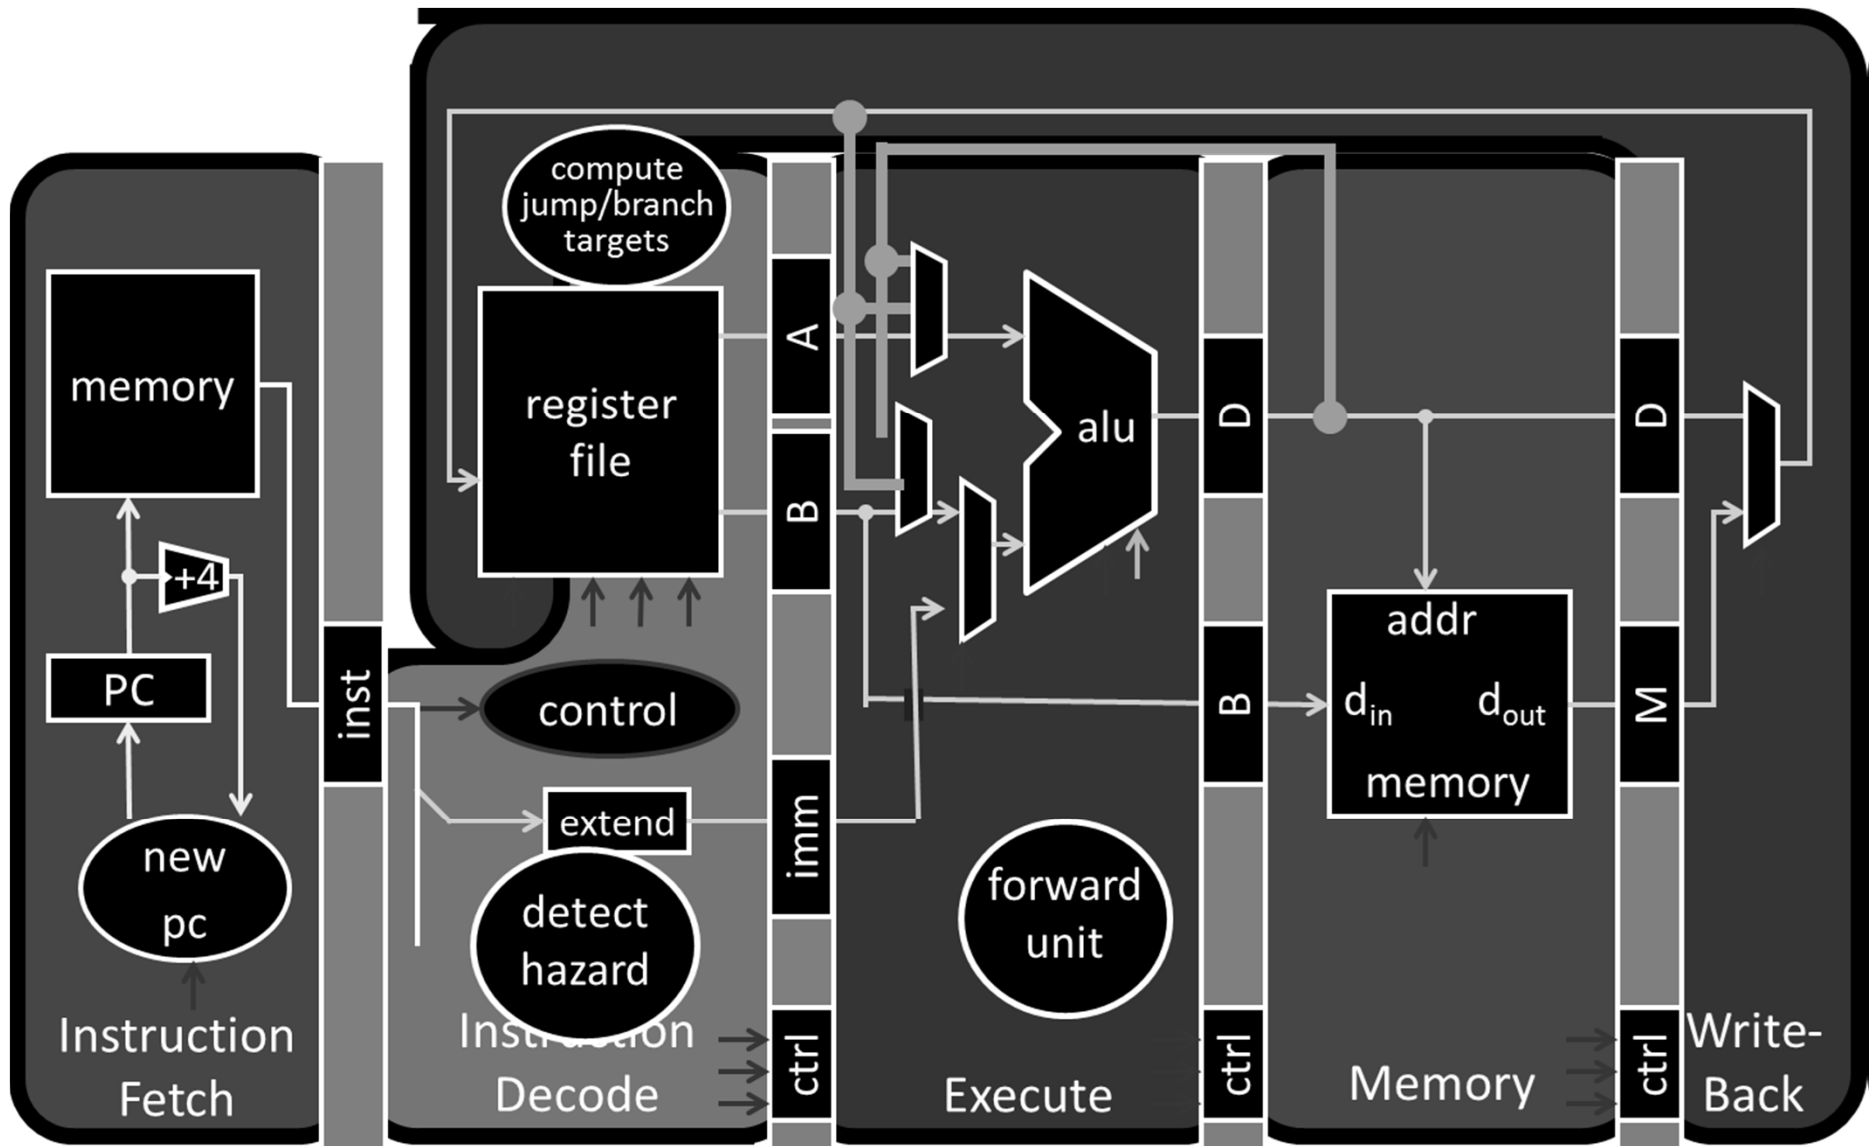 compute
jump/branch
targets
memory
register
file
A
B
alu
D
D
+4
PC
inst
control
extend
imm
B
addr
din
dout
memory
M
new
pc
detect
hazard
forward
unit
Instruction
Fetch
Instruction
Decode
ctrl
Execute
ctrl
Memory
ctrl
Write-
Back